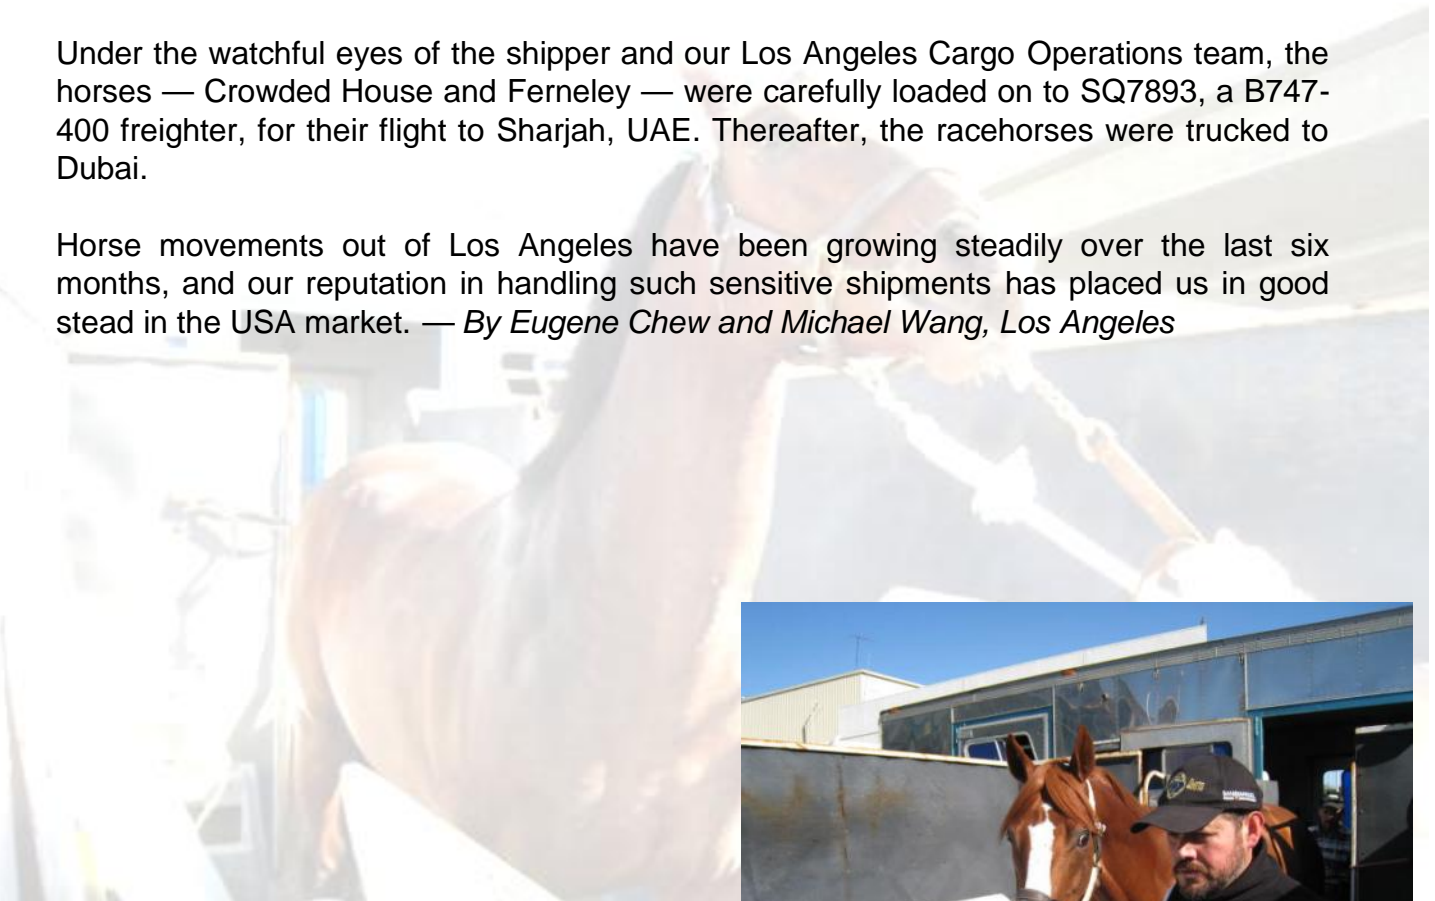 Under the watchful eyes of the shipper and our Los Angeles Cargo Operations team, the
horses — Crowded House and Ferneley — were carefully loaded on to SQ7893, a B747-
400 freighter, for their flight to Sharjah, UAE. Thereafter, the racehorses were trucked to
Dubai.
Horse movements out of Los Angeles have been growing steadily over the last six
months, and our reputation in handling such sensitive shipments has placed us in good
stead in the USA market. — By Eugene Chew and Michael Wang, Los Angeles